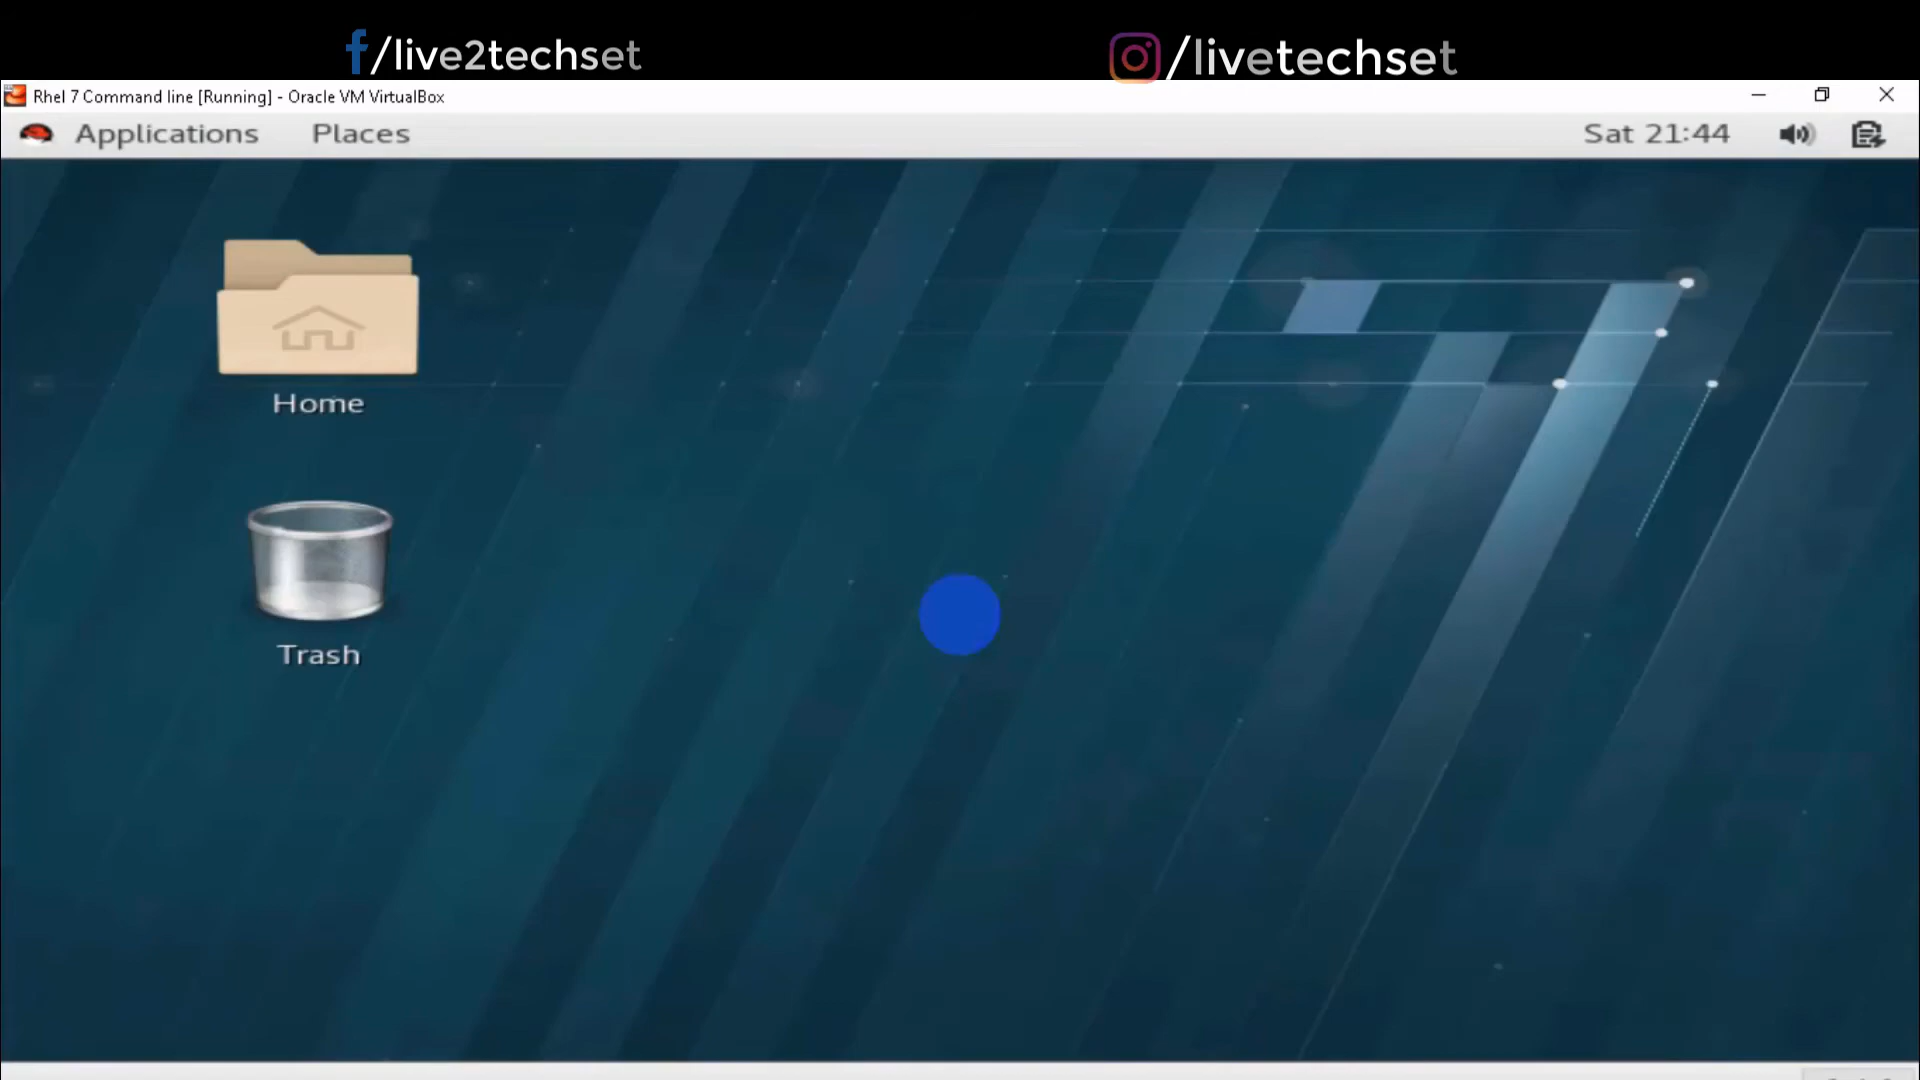 /live2techset
/livetechset
Rhel 7 Command line [Running] - Oracle VM VirtualBox
Applications Places Sat 21:44
Home
Trash